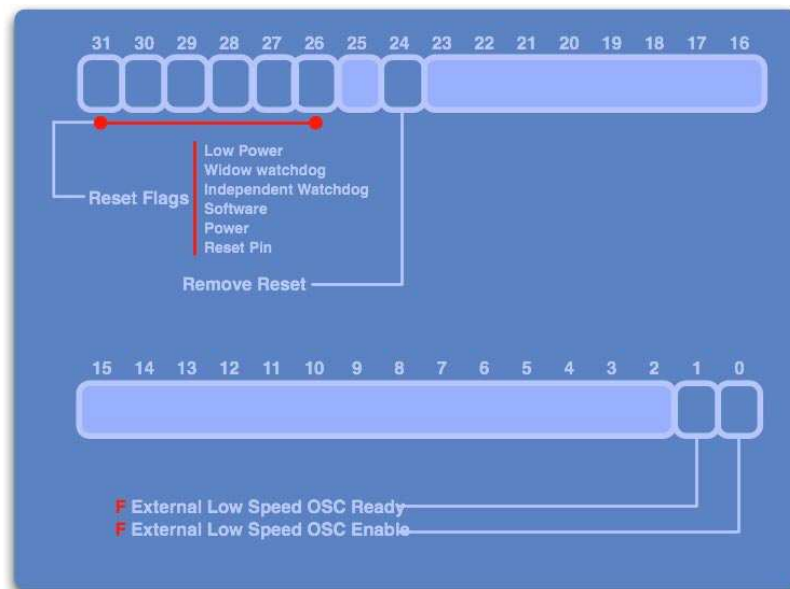 31 30 29 28 27 26 25 24 23 22 21 20 19 18 17 16
Low Power
Widow watchdog
Independent Watchdog
Reset Flags
Software
Power
Reset Pin
Remove Reset
15 14 13 12 11 10 9 8 7 6 5 4 3 2 1 0
F External Low Speed OSC Ready
F External Low Speed OSC Enable